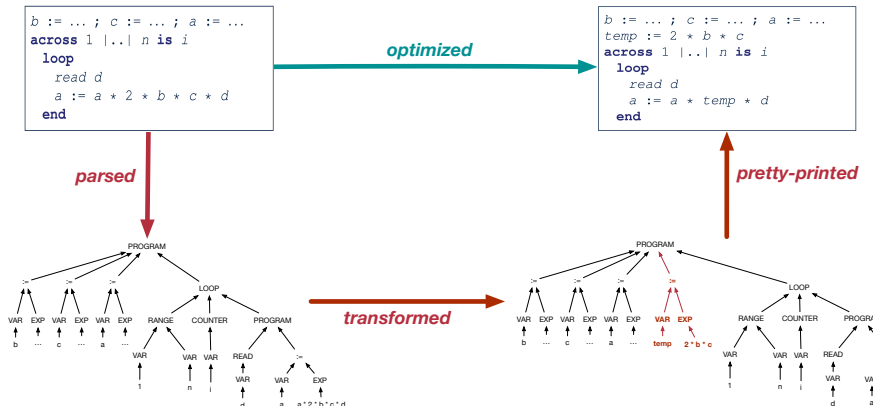 b := ... ; c := ... ; a := ...
across 1 |..| n is i
loop
read d
a := a * 2 * b * c * d
end
optimized
b := ... ; c := ... ; a := ...
temp := 2 * b * c
across 1 |..| n is i
loop
read d
a := a * temp * d
end
parsed
pretty-printed
PROGRAM
:= := := LOOP
VAR EXP VAR EXP VAR EXP RANGE COUNTER PROGRAM
b ... c ... a ...
VAR VAR VAR READ :=
1 n i VAR VAR EXP
d a a * 2 * b * c * d
transformed
PROGRAM
:= := := := LOOP
VAR EXP VAR EXP VAR EXP VAR EXP RANGE COUNTER PROGRA
b ... c ... a ... temp 2 * b * c
VAR VAR VAR READ
1 n i VAR VA
d a